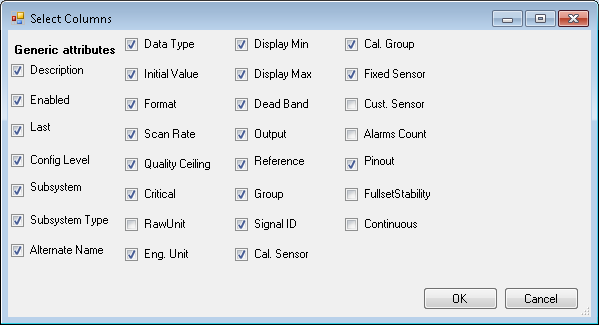 Select Columns
Generic attributes
Description
Enabled
Last
Config Level
Subsystem
Subsystem Type
Alternate Name
Data Type
Initial Value
Format
Scan Rate
Quality Ceiling
Critical
RawUnit
Eng. Unit
Display Min
Display Max
Dead Band
Output
Reference
Group
Signal ID
Cal. Sensor
Cal. Group
Fixed Sensor
Cust. Sensor
Alarms Count
Pinout
FullsetStability
Continuous
OK
Cancel